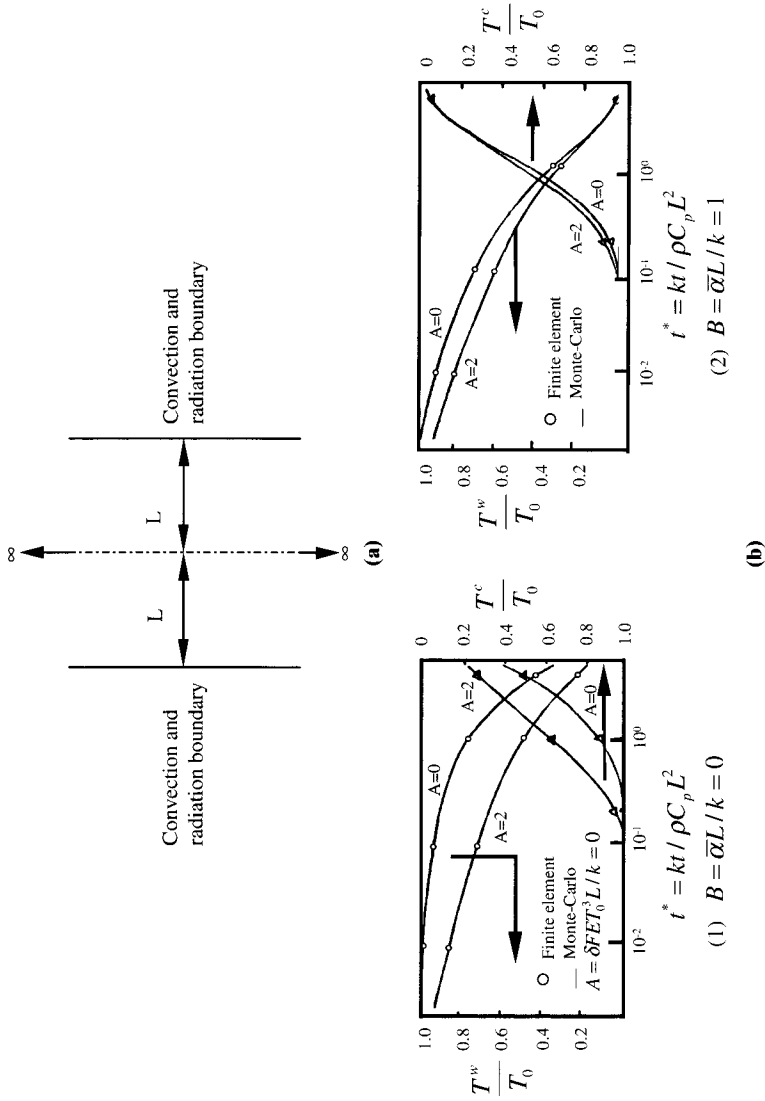 ∞
Convection and
radiation boundary
L
L
Convection and
radiation boundary
∞
(a)
T^w / T_0
1.0
0.8
0.6
0.4
0.2
A=0
A=2
A=2
A=0
○ Finite element
— Monte-Carlo
A = δFET_0^3 L / k = 0
0
0.2
0.4
0.6
0.8
1.0
T^c / T_0
10^-2
10^-1
10^0
t^* = kt / ρC_p L^2
(1) B = ᾱL / k = 0
T^w / T_0
1.0
0.8
0.6
0.4
0.2
A=0
A=2
A=2
A=0
○ Finite element
— Monte-Carlo
0
0.2
0.4
0.6
0.8
1.0
T^c / T_0
10^-2
10^-1
10^0
t^* = kt / ρC_p L^2
(2) B = ᾱL / k = 1
(b)